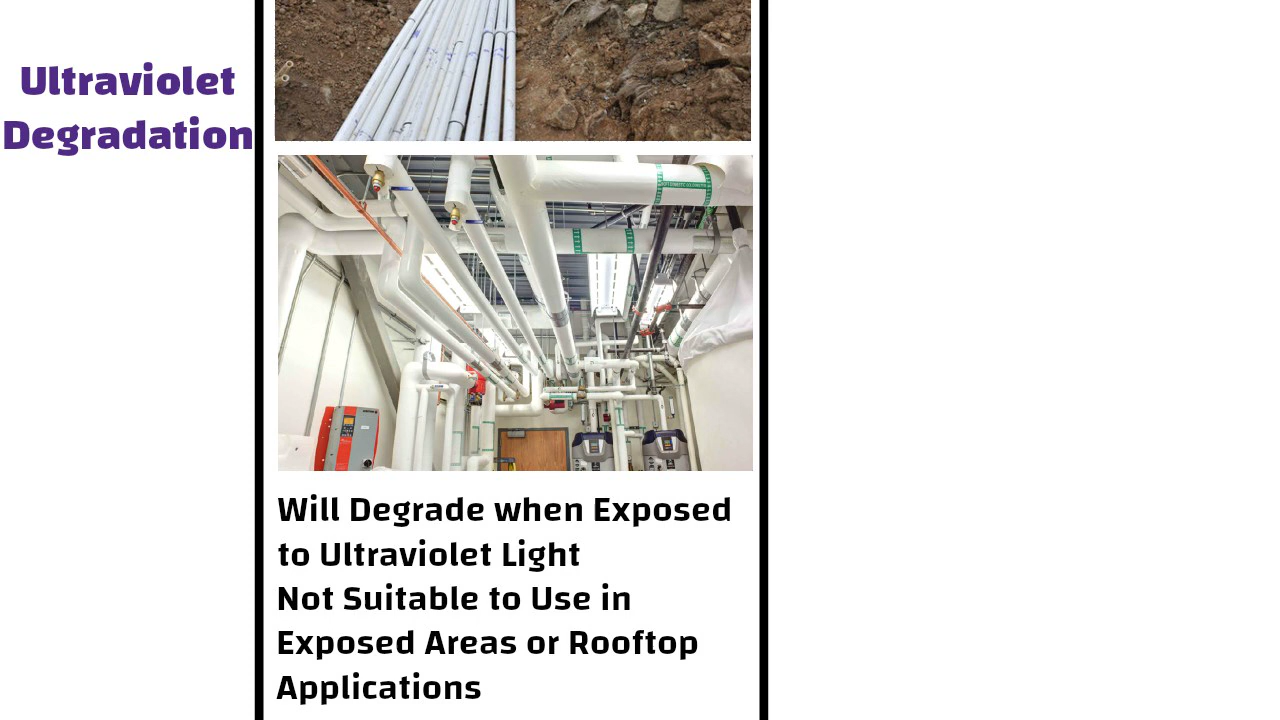 Ultraviolet
Degradation
Will Degrade when Exposed
to Ultraviolet Light
Not Suitable to Use in
Exposed Areas or Rooftop
Applications